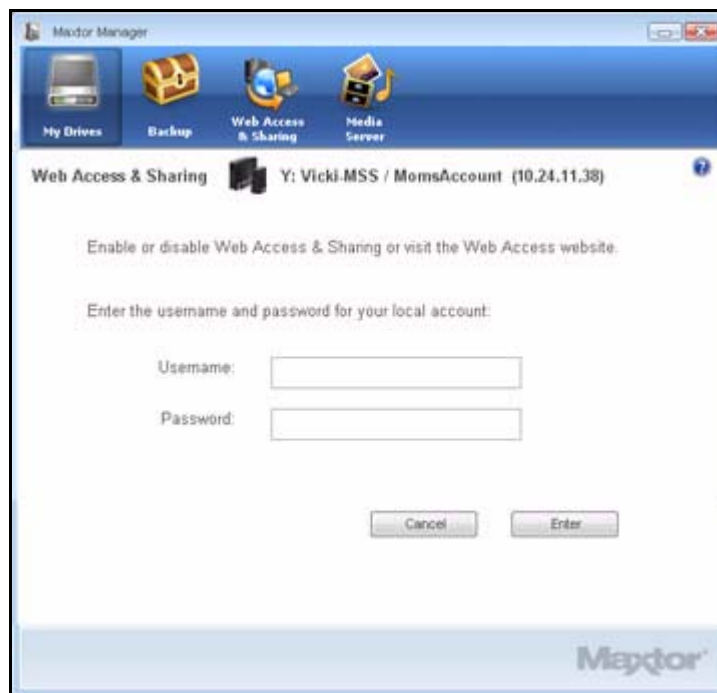 Maxtor Manager
My Drives
Backup
Web Access
& Sharing
Media
Server
Web Access & Sharing
Y: Vicki-MSS / MomsAccount (10.24.11.38)
?
Enable or disable Web Access & Sharing or visit the Web Access website.
Enter the username and password for your local account:
Username:
Password:
Cancel
Enter
Maxtor